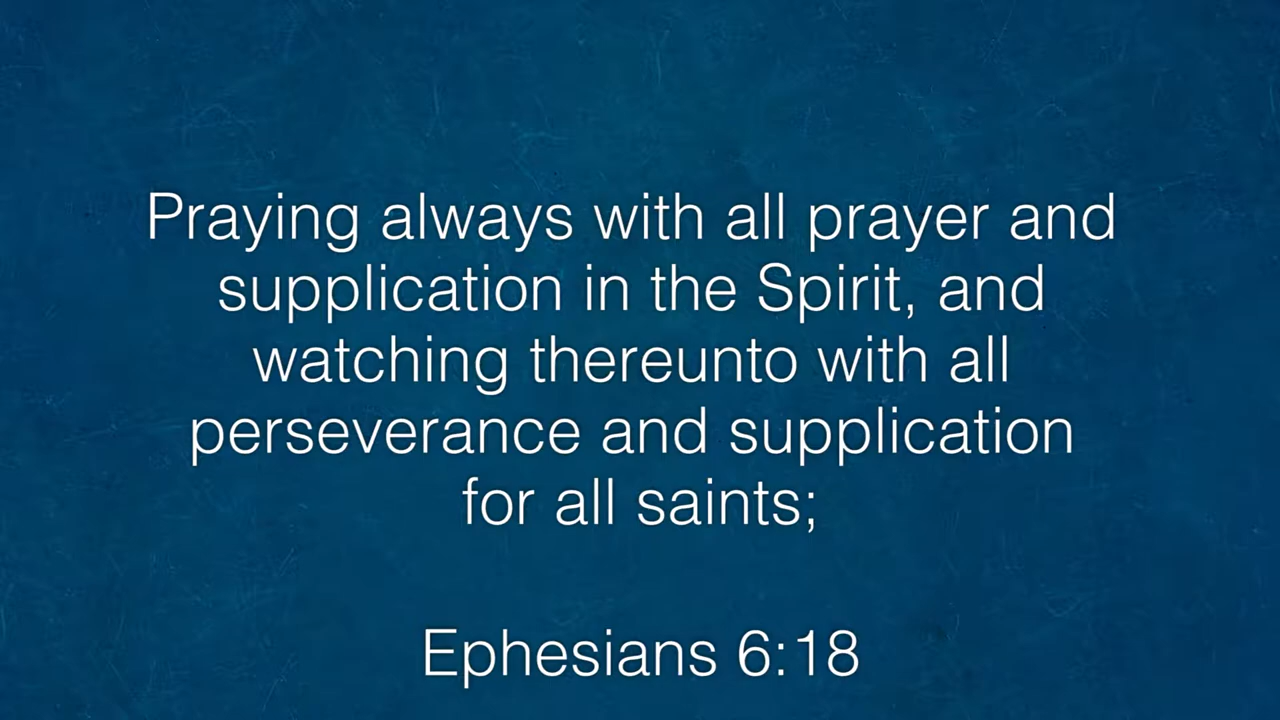 Praying always with all prayer and
supplication in the Spirit, and
watching thereunto with all
perseverance and supplication
for all saints;
Ephesians 6:18